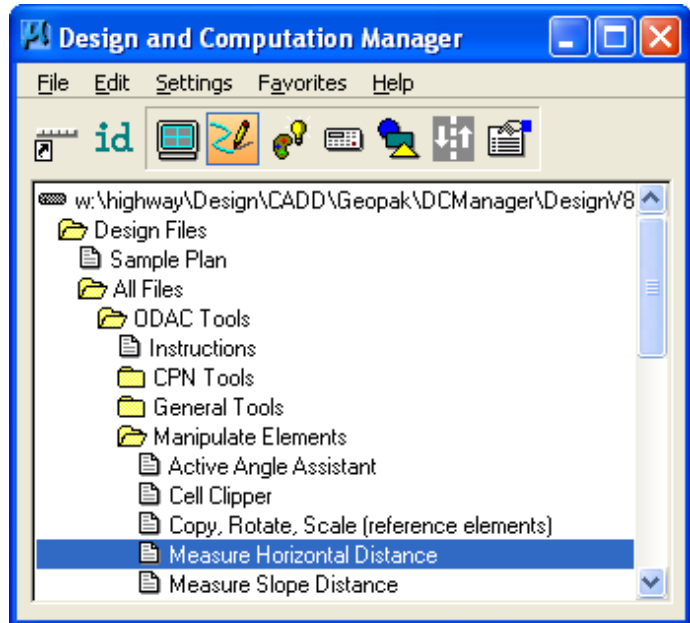 Design and Computation Manager
File Edit Settings Favorites Help
id
w:\highway\Design\CADD\Geopak\DCManager\DesignV8
Design Files
Sample Plan
All Files
ODAC Tools
Instructions
CPN Tools
General Tools
Manipulate Elements
Active Angle Assistant
Cell Clipper
Copy, Rotate, Scale (reference elements)
Measure Horizontal Distance
Measure Slope Distance